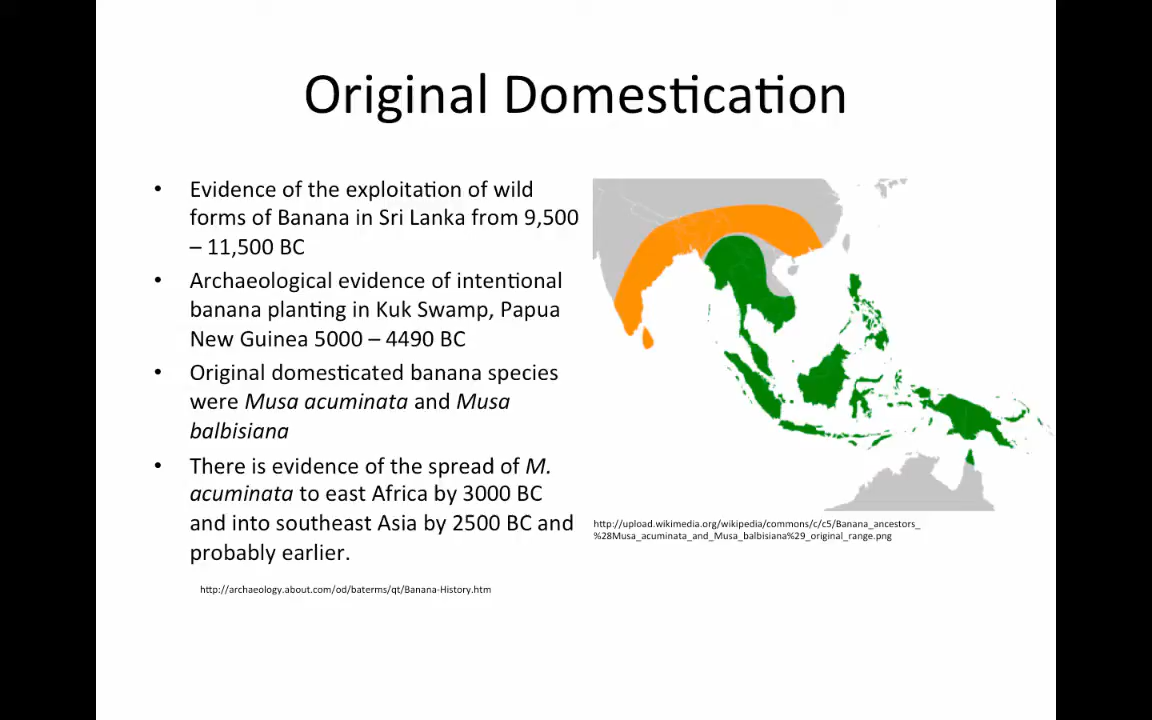 Original Domestication
• Evidence of the exploitation of wild
forms of Banana in Sri Lanka from 9,500
– 11,500 BC
• Archaeological evidence of intentional
banana planting in Kuk Swamp, Papua
New Guinea 5000 – 4490 BC
• Original domesticated banana species
were Musa acuminata and Musa
balbisiana
• There is evidence of the spread of M.
acuminata to east Africa by 3000 BC
and into southeast Asia by 2500 BC and
probably earlier.
http://archaeology.about.com/od/baterms/qt/Banana-History.htm
http://upload.wikimedia.org/wikipedia/commons/c/c5/Banana_ancestors_
%28Musa_acuminata_and_Musa_balbisiana%29_original_range.png